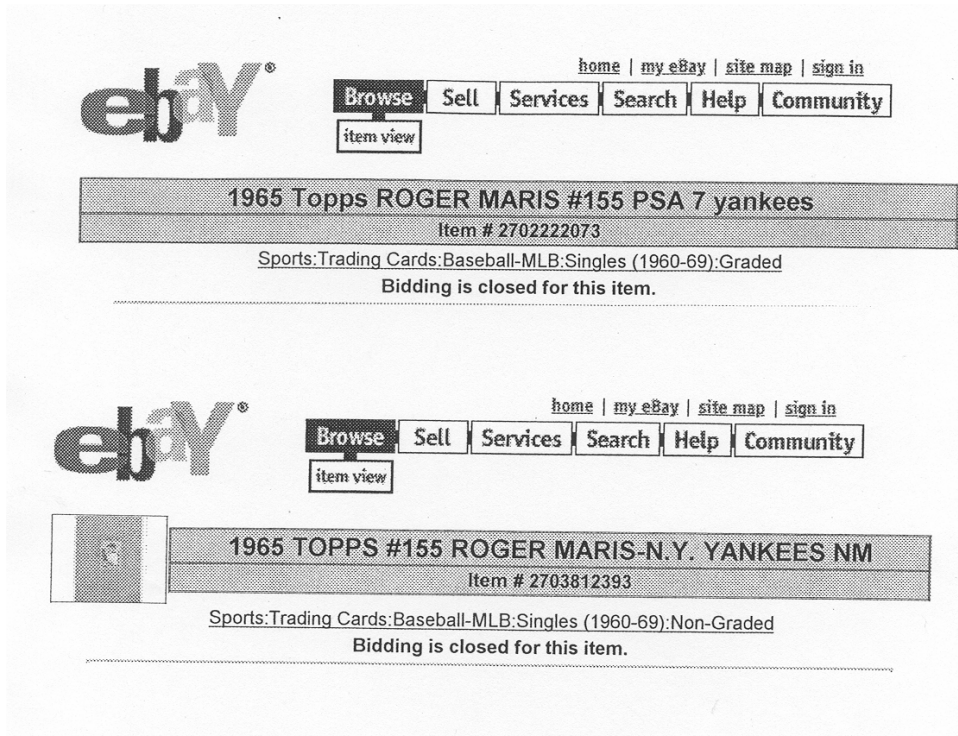 ebaY®
home | my eBay | site map | sign in
Browse Sell Services Search Help Community
item view
1965 Topps ROGER MARIS #155 PSA 7 yankees
Item # 2702222073
Sports:Trading Cards:Baseball-MLB:Singles (1960-69):Graded
Bidding is closed for this item.
ebaY®
home | my eBay | site map | sign in
Browse Sell Services Search Help Community
item view
1965 TOPPS #155 ROGER MARIS-N.Y. YANKEES NM
Item # 2703812393
Sports:Trading Cards:Baseball-MLB:Singles (1960-69):Non-Graded
Bidding is closed for this item.